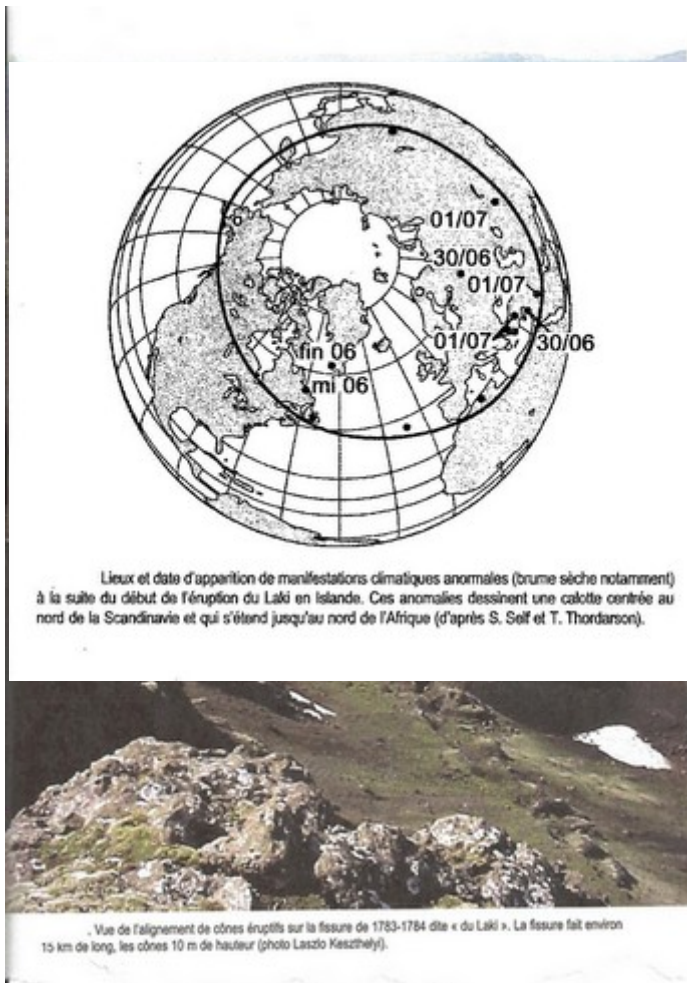 01/07
30/06
01/07
01/07
30/06
fin 06
mi 06
Lieux et date d'apparition de manifestations climatiques anormales (brume sèche notamment)
à la suite du début de l'éruption du Laki en Islande. Ces anomalies dessinent une calotte centrée au
nord de la Scandinavie et qui s'étend jusqu'au nord de l'Afrique (d'après S. Self et T. Thordarson).
. Vue de l'alignement de cônes éruptifs sur la fissure de 1783-1784 dite « du Laki ». La fissure fait environ
15 km de long, les cônes 10 m de hauteur (photo Laszlo Keszthelyi).